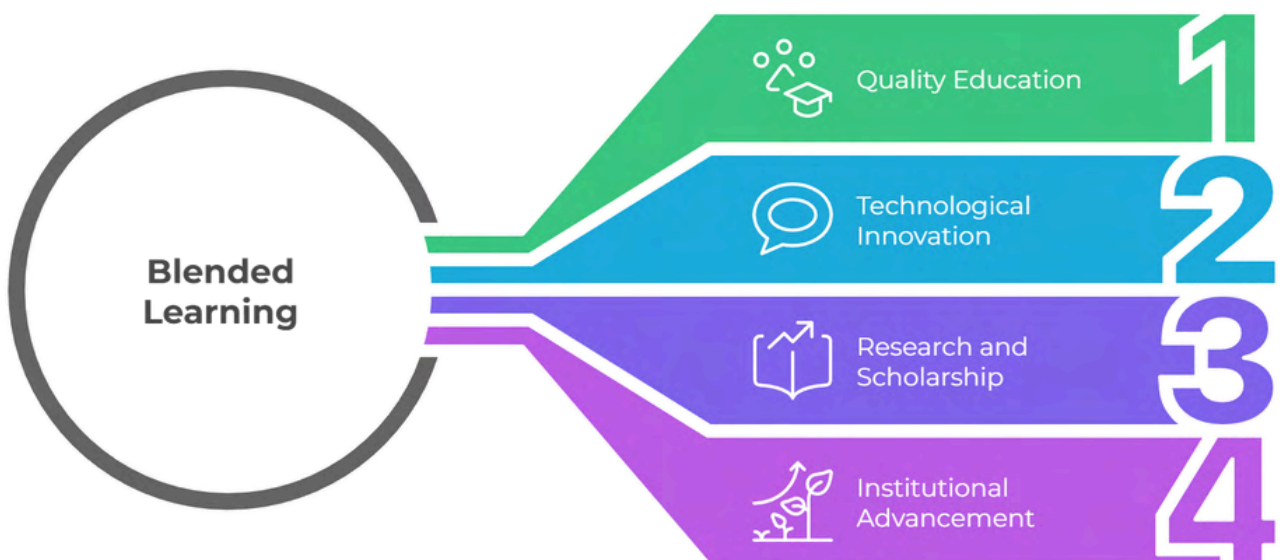 Blended
Learning
Quality Education
1
Technological
Innovation
2
Research and
Scholarship
3
Institutional
Advancement
4